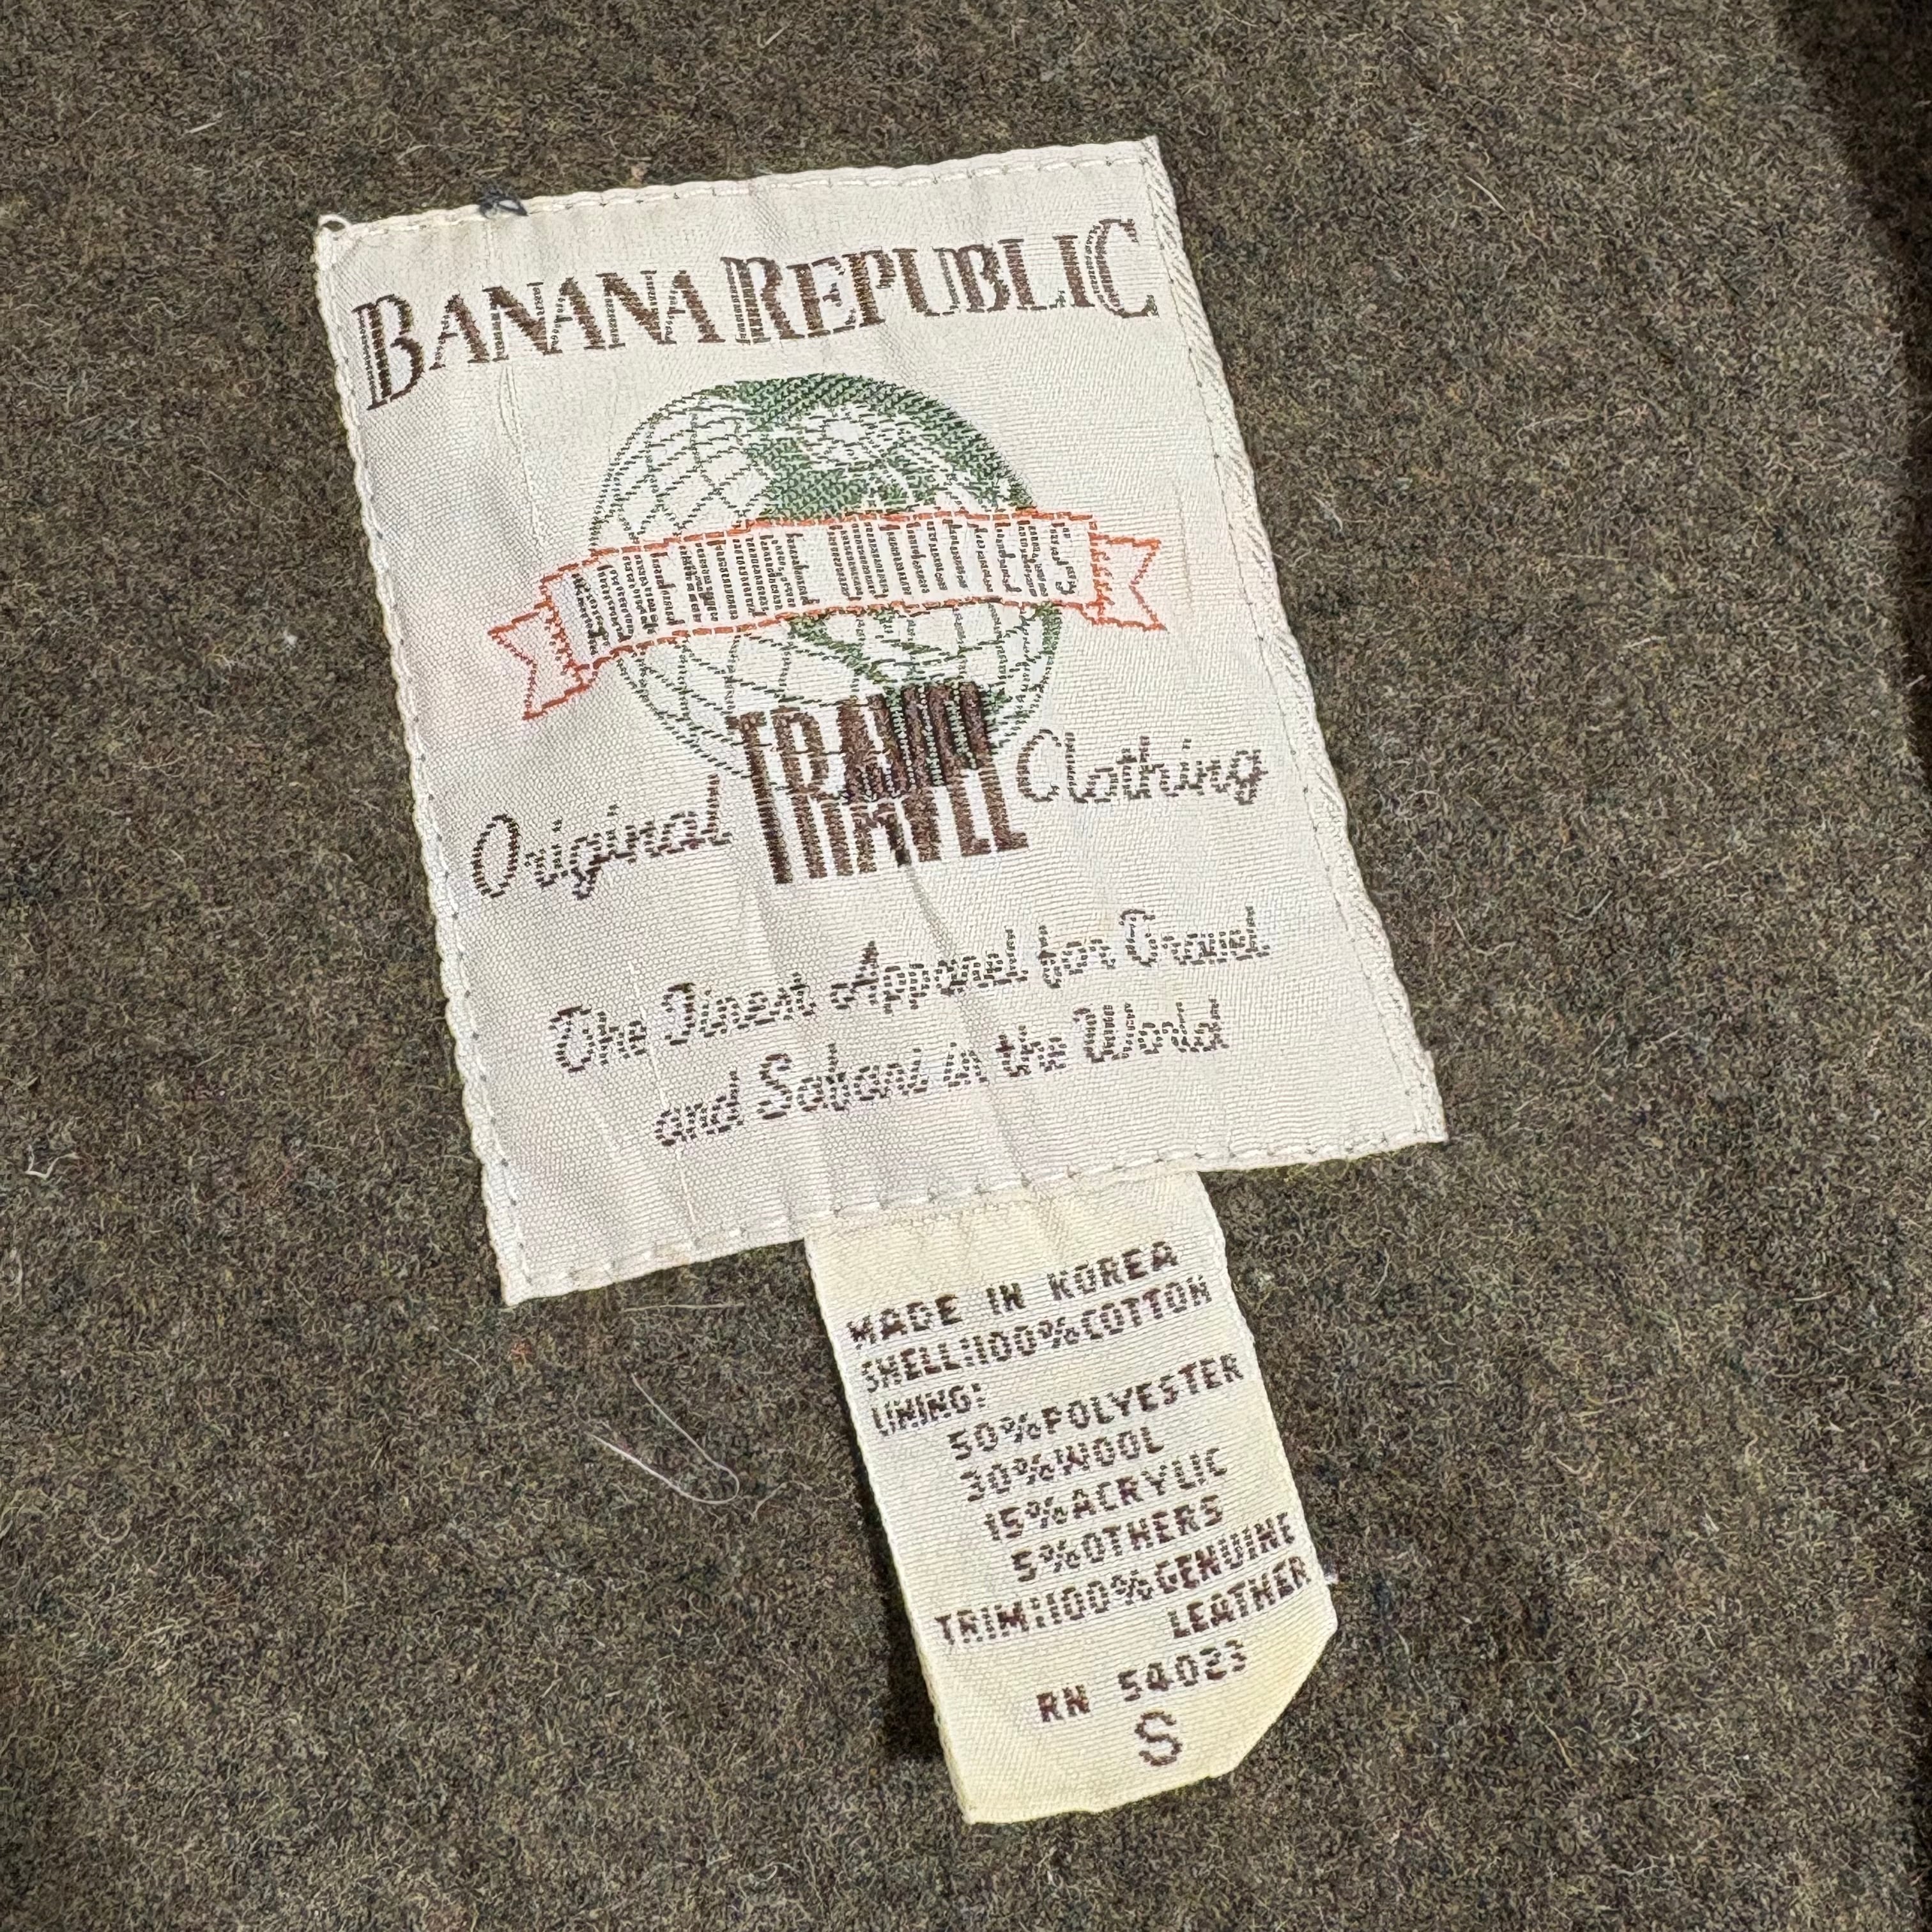 BANANA REPUBLIC
ADVENTURE OUTFITTERS
Original TRAVEL Clothing
The Finest Apparel for Travel
and Safari in the World
MADE IN KOREA
SHELL:100%COTTON
LINING:
50%POLYESTER
30%WOOL
15%ACRYLIC
5%OTHERS
TRIM:100%GENUINE
LEATHER
RN 54023
S